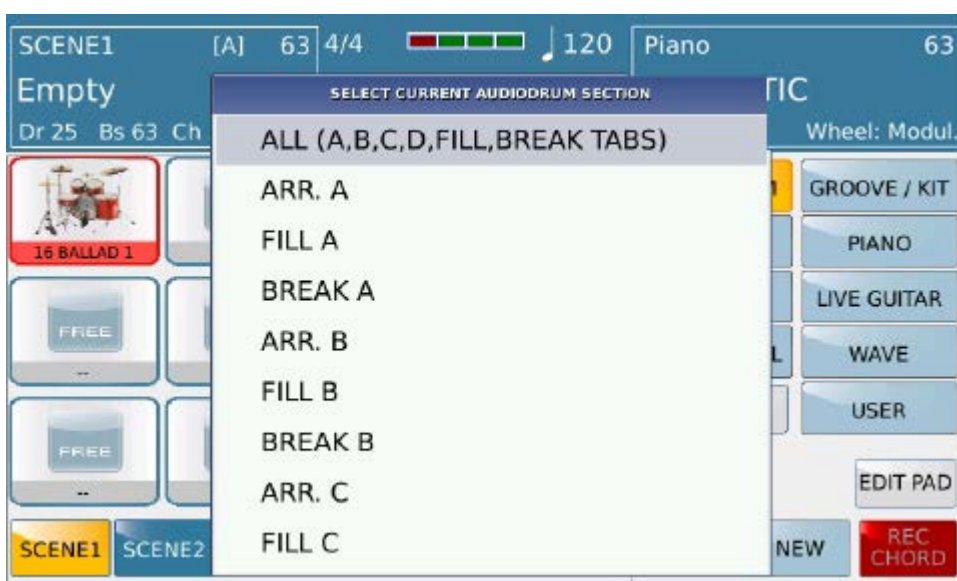 SCENE1 [A] 63 4/4 120 Piano 63
Empty TIC
Dr 25 Bs 63 Ch Wheel: Modul.
SELECT CURRENT AUDIODRUM SECTION
ALL (A,B,C,D,FILL,BREAK TABS)
ARR. A
FILL A
BREAK A
ARR. B
FILL B
BREAK B
ARR. C
FILL C
16 BALLAD 1
FREE
--
FREE
--
GROOVE / KIT
PIANO
LIVE GUITAR
L WAVE
USER
EDIT PAD
SCENE1 SCENE2 NEW REC
CHORD